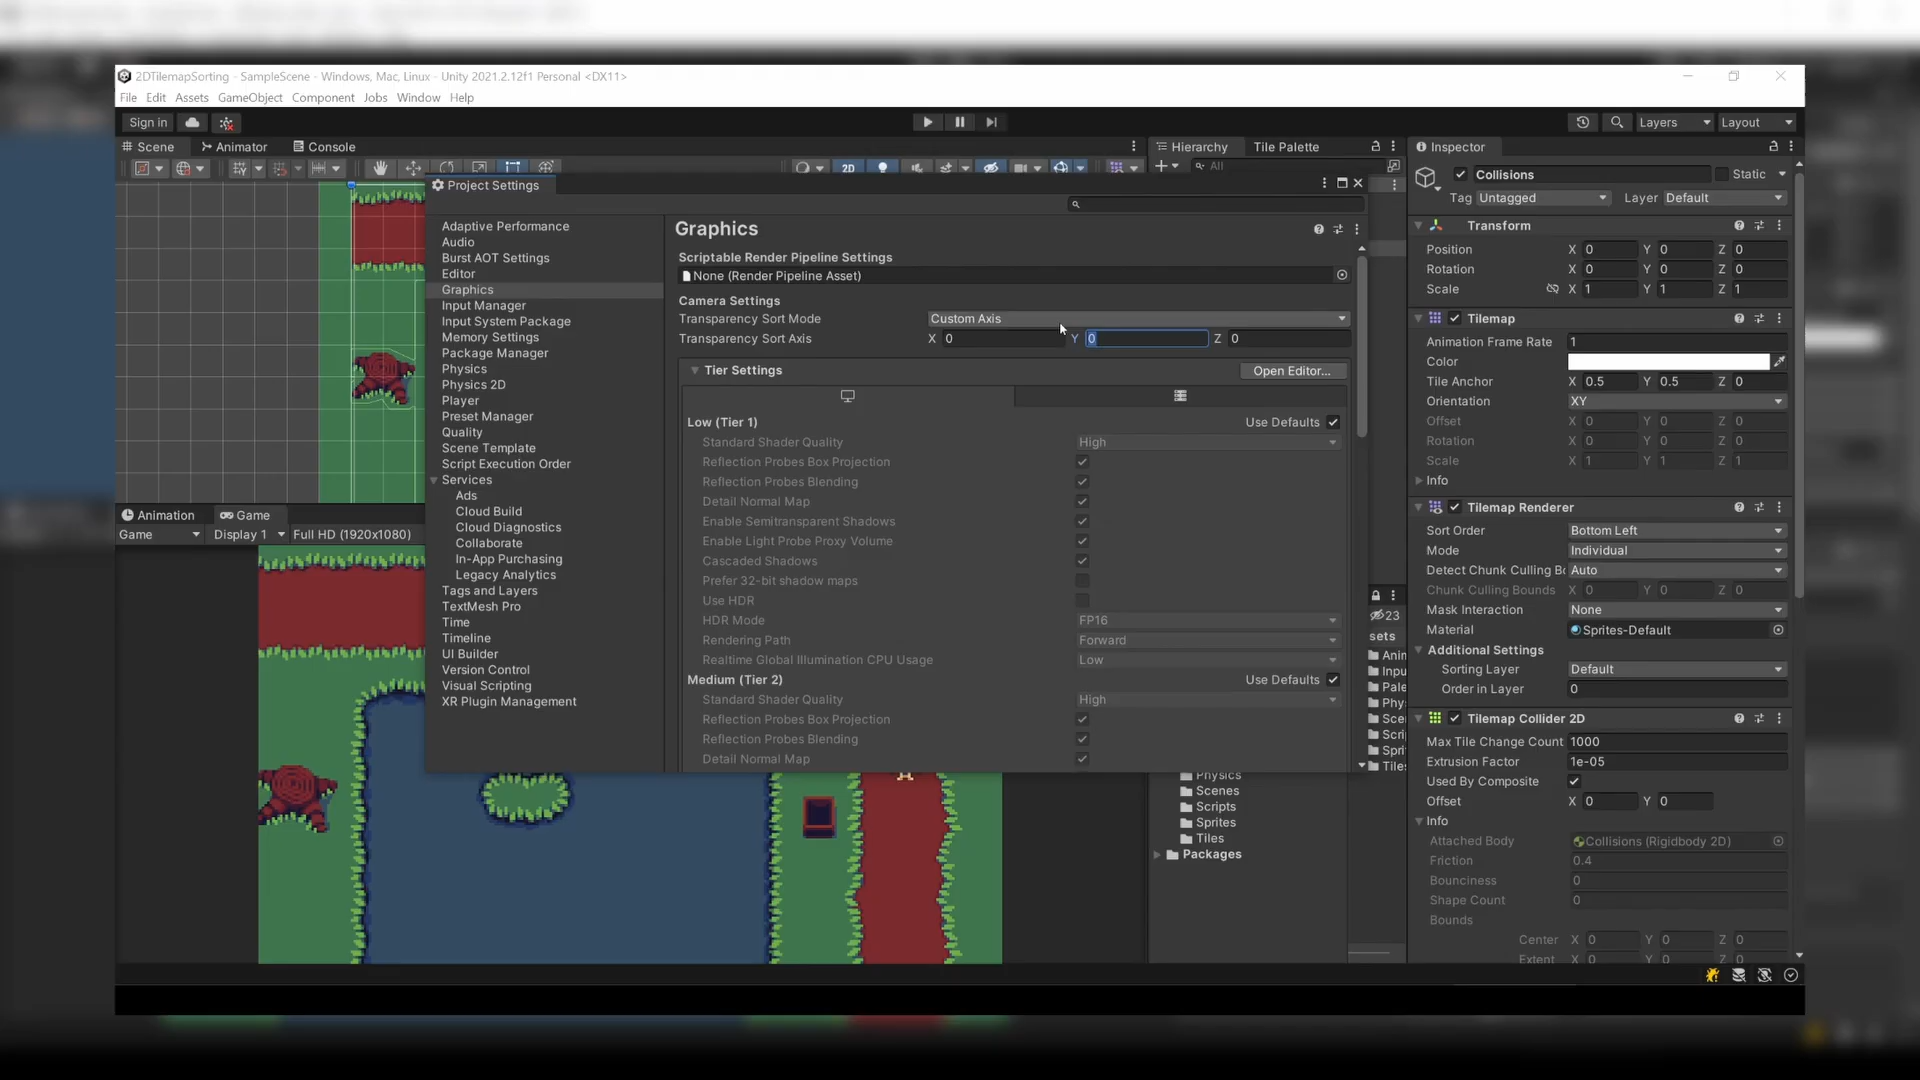 2DTilemapSorting - SampleScene - Windows, Mac, Linux - Unity 2021.2.12f1 Personal <DX11>
File Edit Assets GameObject Component Jobs Window Help
Sign in
Layers
Layout
Scene
Animator
Console
Hierarchy
Tile Palette
Inspector
2D
All
Project Settings
Adaptive Performance
Audio
Burst AOT Settings
Editor
Graphics
Input Manager
Input System Package
Memory Settings
Package Manager
Physics
Physics 2D
Player
Preset Manager
Quality
Scene Template
Script Execution Order
Services
Ads
Cloud Build
Cloud Diagnostics
Collaborate
In-App Purchasing
Legacy Analytics
Tags and Layers
TextMesh Pro
Time
Timeline
UI Builder
Version Control
Visual Scripting
XR Plugin Management
Graphics
Scriptable Render Pipeline Settings
None (Render Pipeline Asset)
Camera Settings
Transparency Sort Mode Custom Axis
Transparency Sort Axis X 0 Y 0 Z 0
Tier Settings Open Editor...
Low (Tier 1) Use Defaults
Standard Shader Quality High
Reflection Probes Box Projection
Reflection Probes Blending
Detail Normal Map
Enable Semitransparent Shadows
Enable Light Probe Proxy Volume
Cascaded Shadows
Prefer 32-bit shadow maps
Use HDR
HDR Mode FP16
Rendering Path Forward
Realtime Global Illumination CPU Usage Low
Medium (Tier 2) Use Defaults
Standard Shader Quality High
Reflection Probes Box Projection
Reflection Probes Blending
Detail Normal Map
Animation
Game
Game Display 1 Full HD (1920x1080)
23
sets
Anin
Inpu
Pale
Phy
Sce
Scri
Spri
Tiles
Physics
Scenes
Scripts
Sprites
Tiles
Packages
Collisions Static
Tag Untagged Layer Default
Transform
Position X 0 Y 0 Z 0
Rotation X 0 Y 0 Z 0
Scale X 1 Y 1 Z 1
Tilemap
Animation Frame Rate 1
Color
Tile Anchor X 0.5 Y 0.5 Z 0
Orientation XY
Offset X 0 Y 0 Z 0
Rotation X 0 Y 0 Z 0
Scale X 1 Y 1 Z 1
Info
Tilemap Renderer
Sort Order Bottom Left
Mode Individual
Detect Chunk Culling Bo Auto
Chunk Culling Bounds X 0 Y 0 Z 0
Mask Interaction None
Material Sprites-Default
Additional Settings
Sorting Layer Default
Order in Layer 0
Tilemap Collider 2D
Max Tile Change Count 1000
Extrusion Factor 1e-05
Used By Composite
Offset X 0 Y 0
Info
Attached Body Collisions (Rigidbody 2D)
Friction 0.4
Bounciness 0
Shape Count 0
Bounds
Center X 0 Y 0 Z 0
Extent X 0 Y 0 Z 0